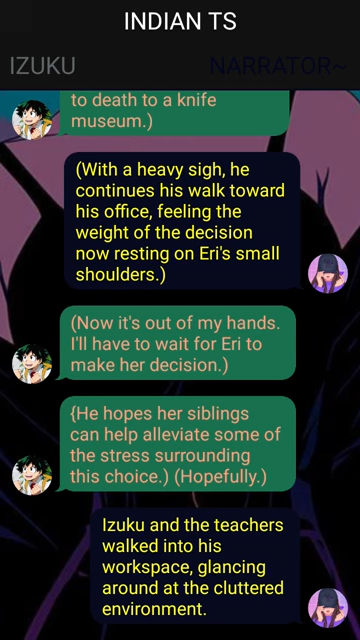 INDIAN TS
IZUKU
NARRATOR~
to death to a knife
museum.)
(With a heavy sigh, he
continues his walk toward
his office, feeling the
weight of the decision
now resting on Eri's small
shoulders.)
(Now it's out of my hands.
I'll have to wait for Eri to
make her decision.)
{He hopes her siblings
can help alleviate some of
the stress surrounding
this choice.) (Hopefully.)
Izuku and the teachers
walked into his
workspace, glancing
around at the cluttered
environment.